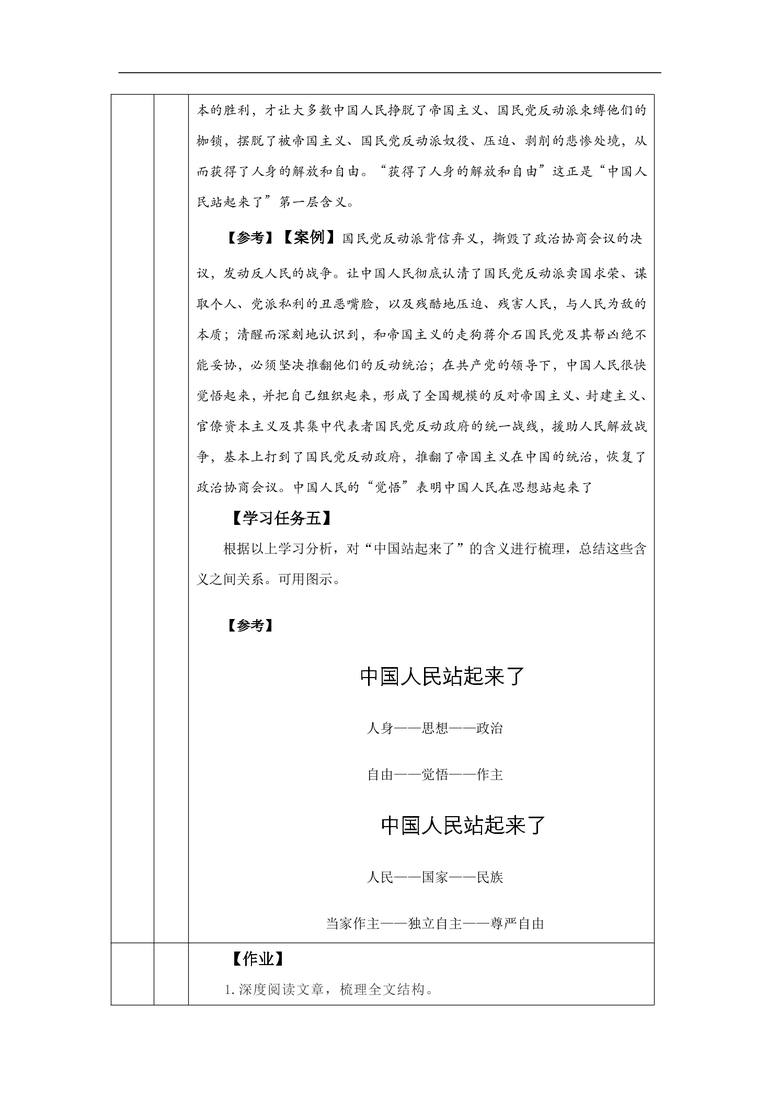 本的胜利，才让大多数中国人民挣脱了帝国主义、国民党反动派束缚他们的
枷锁，摆脱了被帝国主义、国民党反动派奴役、压迫、剥削的悲惨处境，从
而获得了人身的解放和自由。“获得了人身的解放和自由”这正是“中国人
民站起来了”第一层含义。
【参考】【案例】国民党反动派背信弃义，撕毁了政治协商会议的决
议，发动反人民的战争。让中国人民彻底认清了国民党反动派卖国求荣、谋
取个人、党派私利的丑恶嘴脸，以及残酷地压迫、残害人民，与人民为敌的
本质；清醒而深刻地认识到，和帝国主义的走狗蒋介石国民党及其帮凶绝不
能妥协，必须坚决推翻他们的反动统治；在共产党的领导下，中国人民很快
觉悟起来，并把自己组织起来，形成了全国规模的反对帝国主义、封建主义、
官僚资本主义及其集中代表者国民党反动政府的统一战线，援助人民解放战
争，基本上打到了国民党反动政府，推翻了帝国主义在中国的统治，恢复了
政治协商会议。中国人民的“觉悟”表明中国人民在思想站起来了
【学习任务五】
根据以上学习分析，对“中国站起来了”的含义进行梳理，总结这些含
义之间关系。可用图示。
【参考】
中国人民站起来了
人身——思想——政治
自由——觉悟——作主
中国人民站起来了
人民——国家——民族
当家作主——独立自主——尊严自由
【作业】
1.深度阅读文章，梳理全文结构。